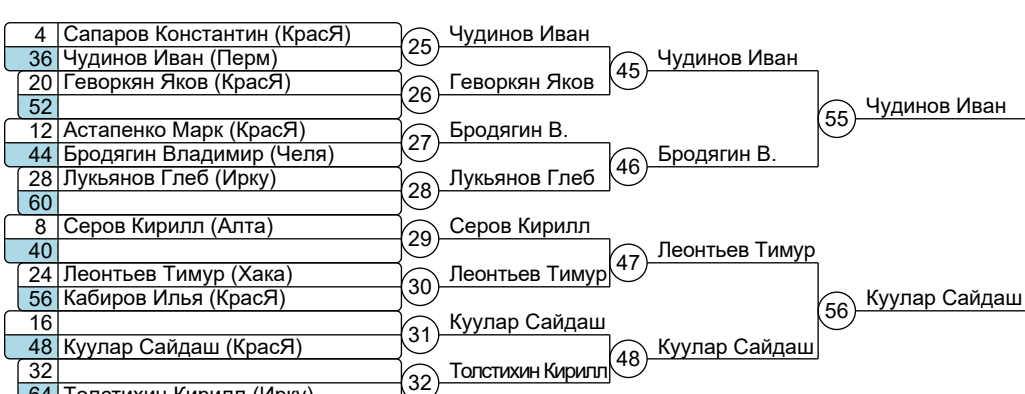 4 Сапаров Константин (КрасЯ)
36 Чудинов Иван (Перм)
20 Геворкян Яков (КрасЯ)
52
12 Астапенко Марк (КрасЯ)
44 Бродягин Владимир (Челя)
28 Лукьянов Глеб (Ирку)
60
8 Серов Кирилл (Алта)
40
24 Леонтьев Тимур (Хака)
56 Кабиров Илья (КрасЯ)
16
48 Куулар Сайдаш (КрасЯ)
32
64 Толстихин Кирилл (Ирку)
25 Чудинов Иван
26 Геворкян Яков
27 Бродягин В.
28 Лукьянов Глеб
29 Серов Кирилл
30 Леонтьев Тимур
31 Куулар Сайдаш
32 Толстихин Кирилл
45 Чудинов Иван
46 Бродягин В.
47 Леонтьев Тимур
48 Куулар Сайдаш
55 Чудинов Иван
56 Куулар Сайдаш